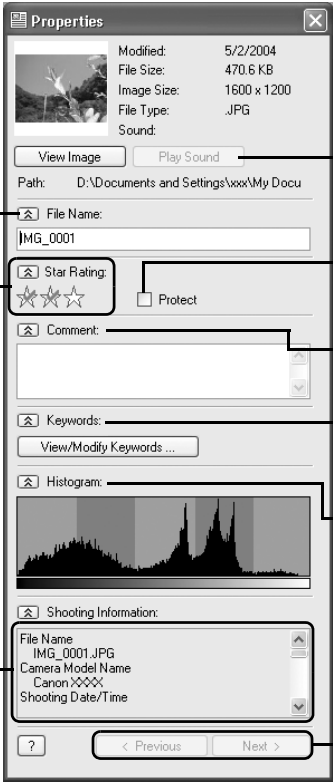 Properties
Modified: 5/2/2004
File Size: 470.6 KB
Image Size: 1600 x 1200
File Type: .JPG
Sound:
View Image Play Sound
Path: D:\Documents and Settings\xxx\My Docu
File Name:
IMG_0001
Star Rating:
Protect
Comment:
Keywords:
View/Modify Keywords ...
Histogram:
Shooting Information:
File Name
IMG_0001.JPG
Camera Model Name
Canon XXXX
Shooting Date/Time
? < Previous Next >